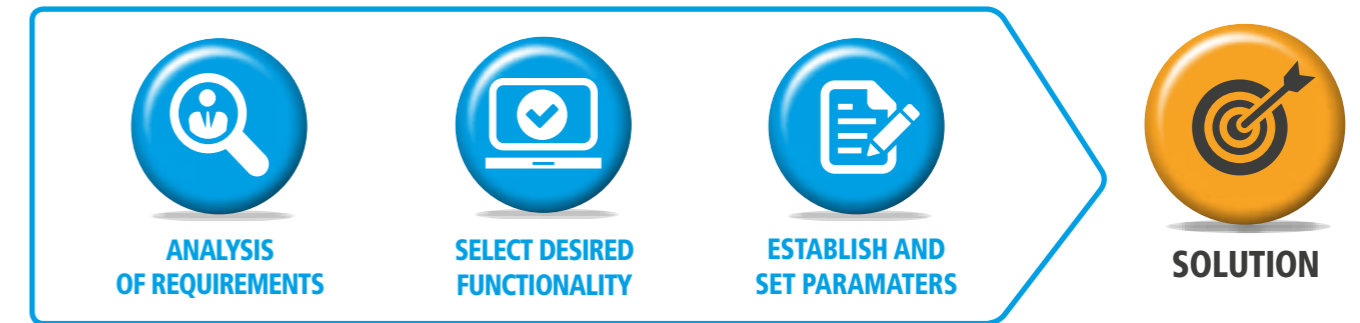 ANALYSIS
OF REQUIREMENTS
SELECT DESIRED
FUNCTIONALITY
ESTABLISH AND
SET PARAMATERS
SOLUTION